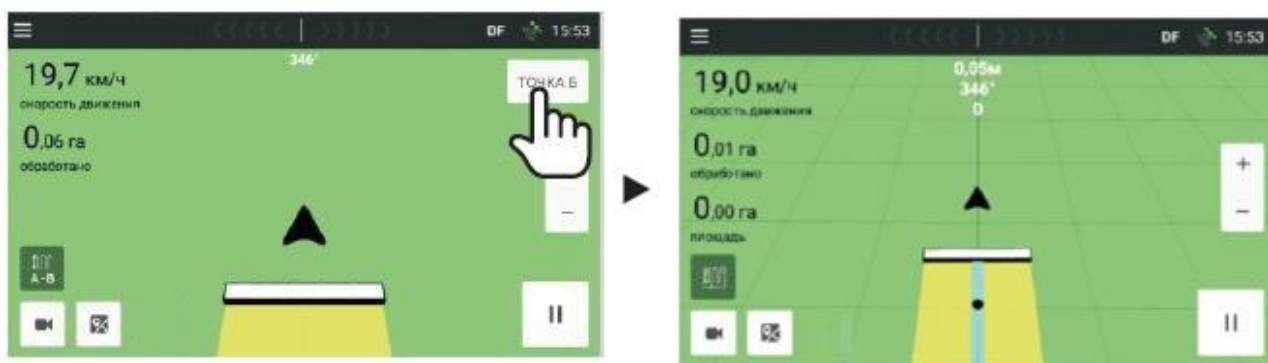 DF 15:53
346°
19,7 км/ч
скорость движения
ТОЧКА Б
0,06 га
обработано
−
A-B
DF 15:53
0,05м
346°
0
19,0 км/ч
скорость движения
0,01 га
обработано
+
0,00 га
−
площадь